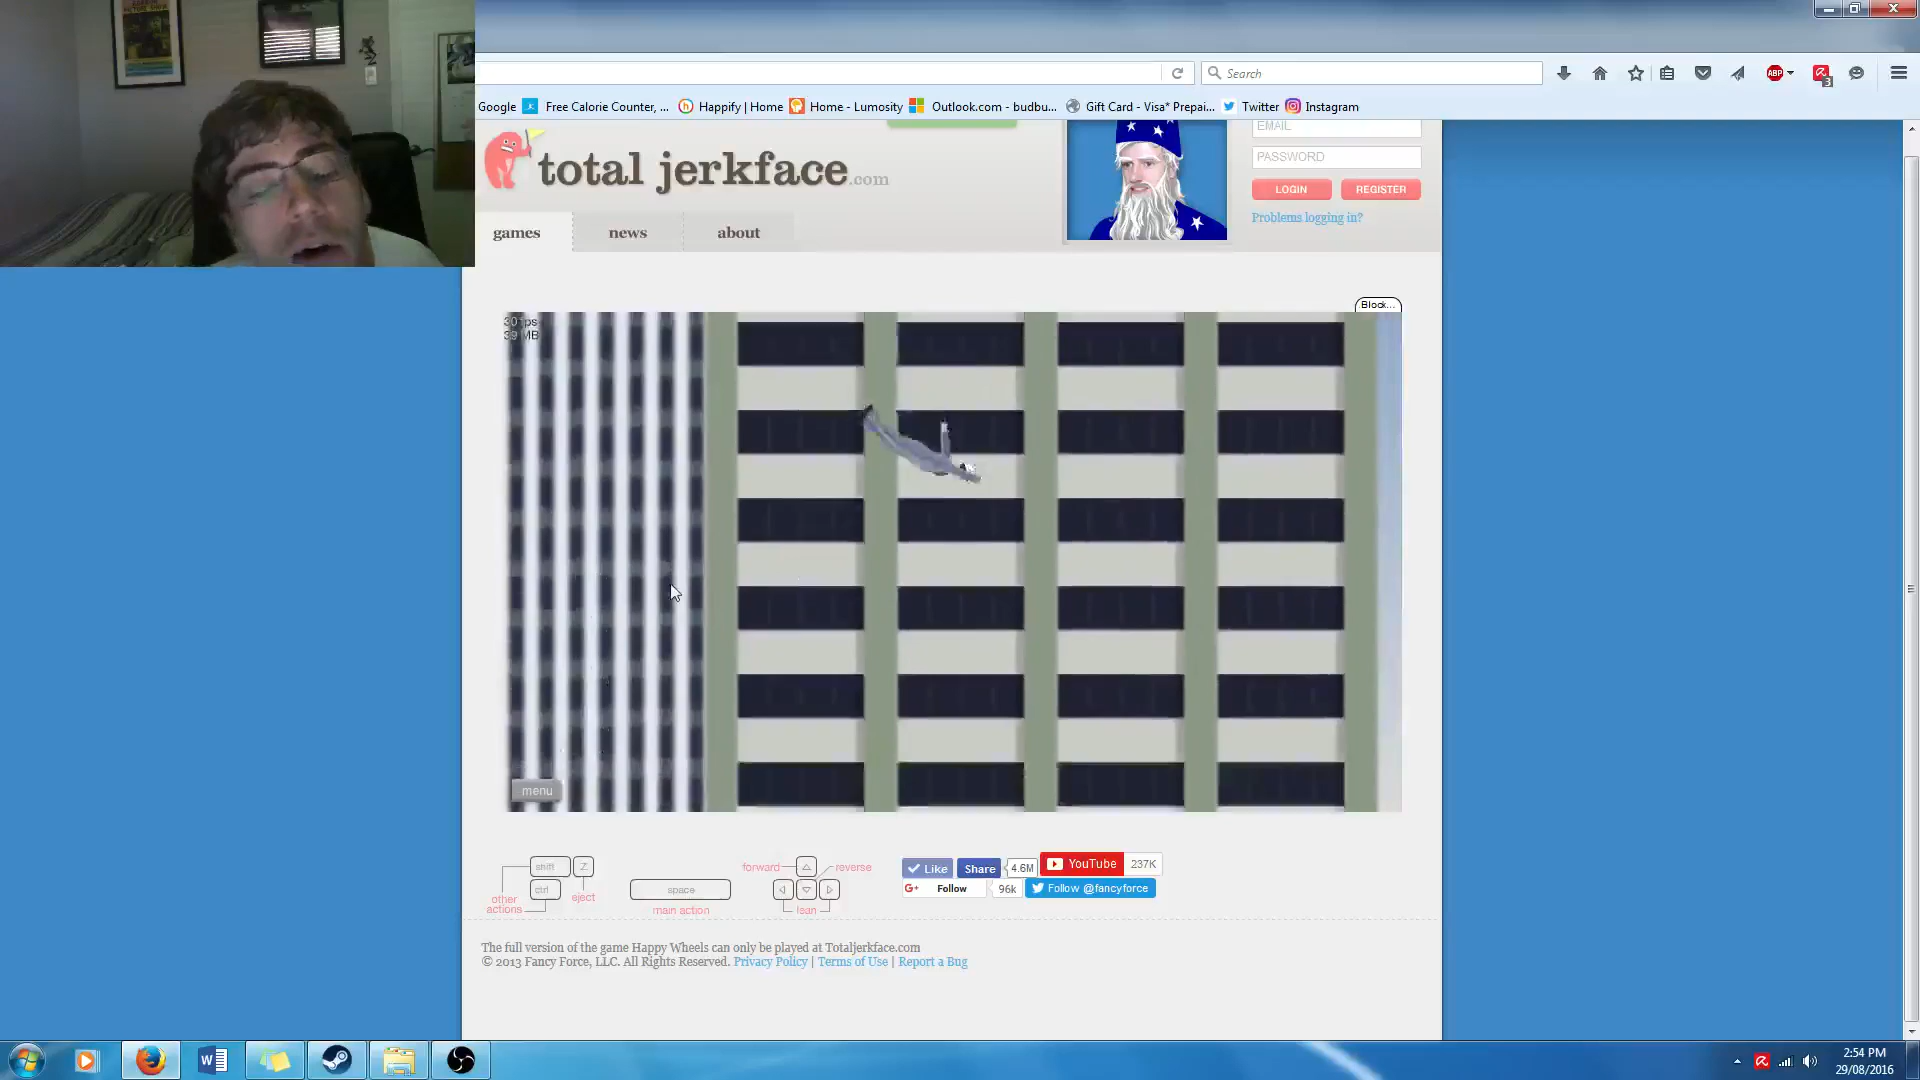 Search
ABP
3
Google
Free Calorie Counter, ...
Happify | Home
Home - Lumosity
Outlook.com - budbu...
Gift Card - Visa* Prepai...
Twitter
Instagram
total jerkface.com
EMAIL
PASSWORD
LOGIN
REGISTER
Problems logging in?
games
news
about
Block...
menu
shift
Z
ctrl
other
actions
eject
space
main action
forward
reverse
lean
Like
Share
4.6M
YouTube
237K
G+ Follow
96k
Follow @fancyforce
The full version of the game Happy Wheels can only be played at Totaljerkface.com
© 2013 Fancy Force, LLC. All Rights Reserved. Privacy Policy | Terms of Use | Report a Bug
2:54 PM
29/08/2016